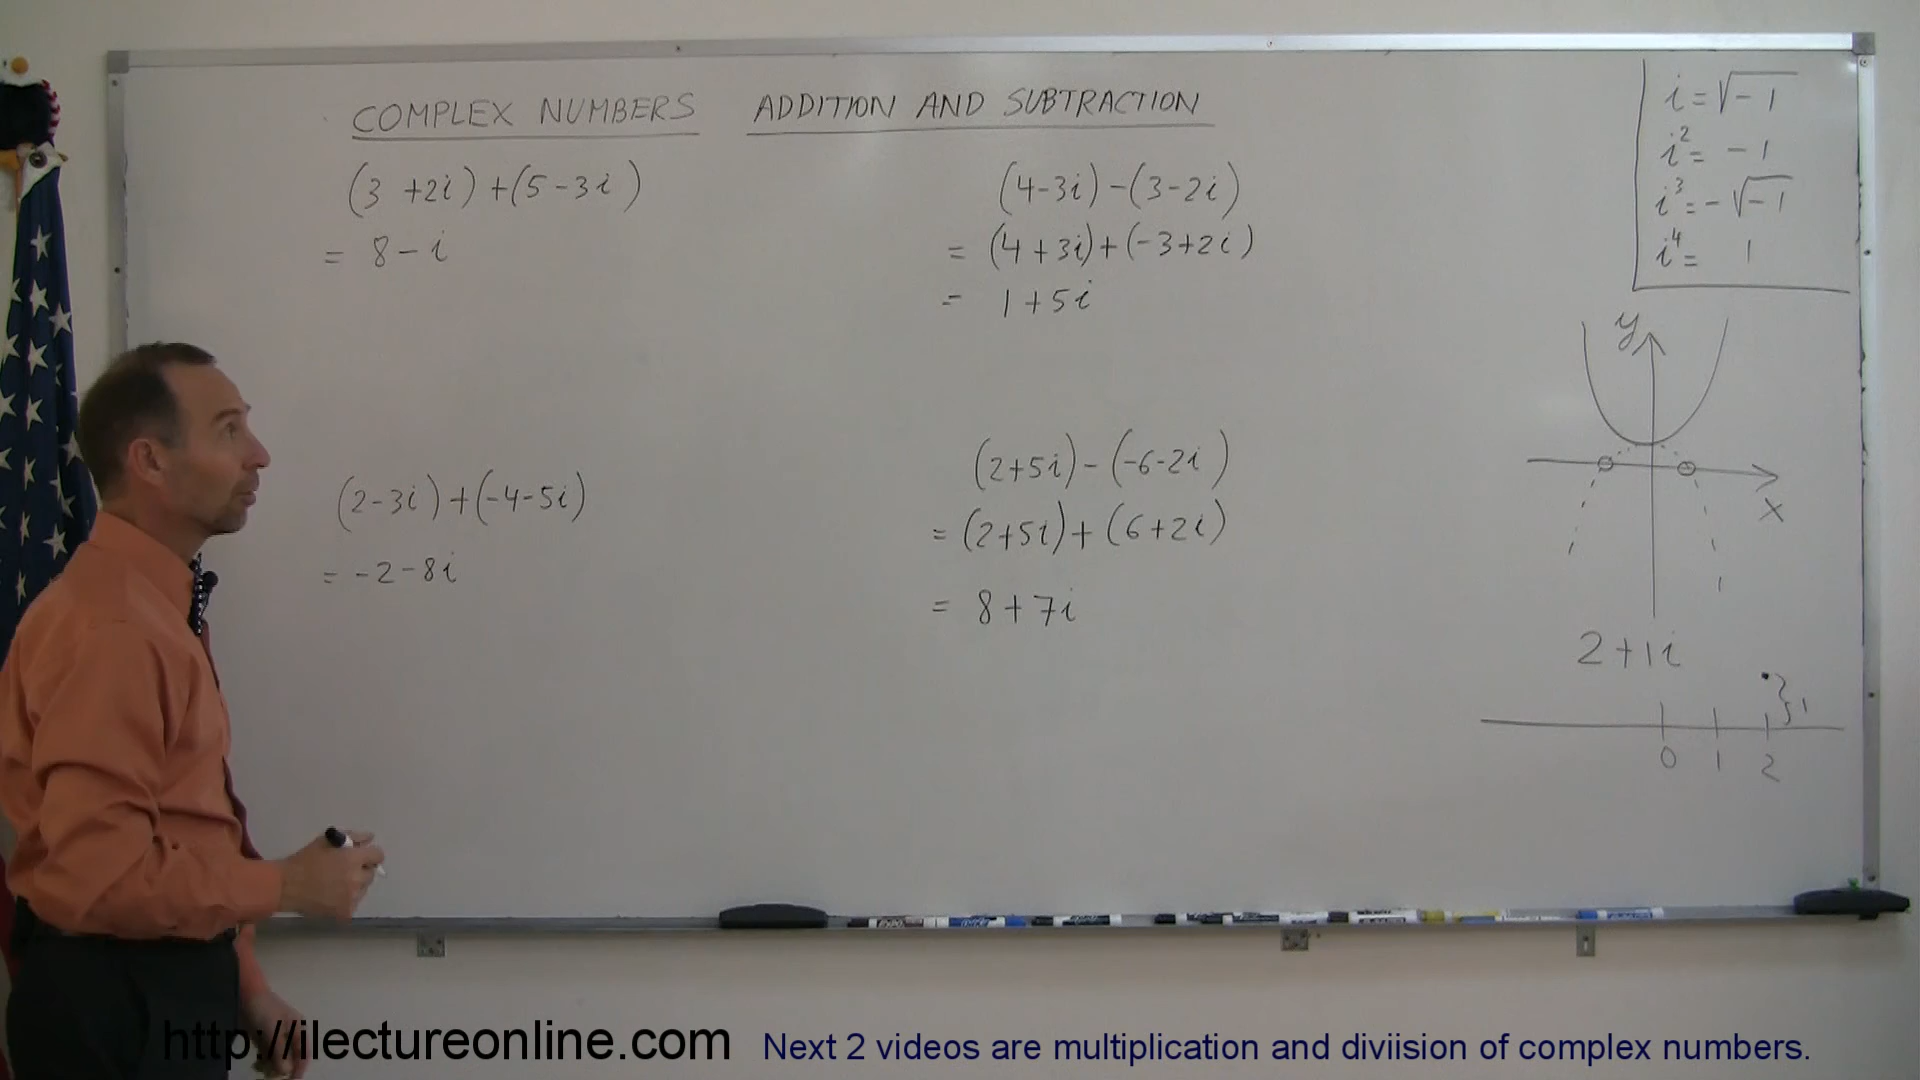 COMPLEX NUMBERS ADDITION AND SUBTRACTION
(3 +2i) + (5-3i)
= 8 - i
(2-3i) + (-4-5i)
= -2-8i
(4-3i) - (3-2i)
= (4+3i) + (-3+2i)
= 1+5i
(2+5i) - (-6-2i)
= (2+5i) + (6+2i)
= 8+7i
i = √-1
i² = -1
i³ = -√-1
i⁴ = 1
y
x
2+1i
} 1
0 1 2
http://ilectureonline.com Next 2 videos are multiplication and diviision of complex numbers.